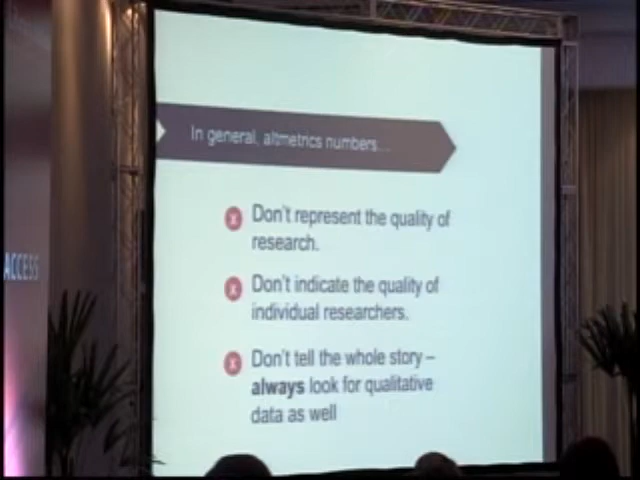 ACCESS
In general, altmetrics numbers....
x Don't represent the quality of
research.
x Don't indicate the quality of
individual researchers.
x Don't tell the whole story –
always look for qualitative
data as well